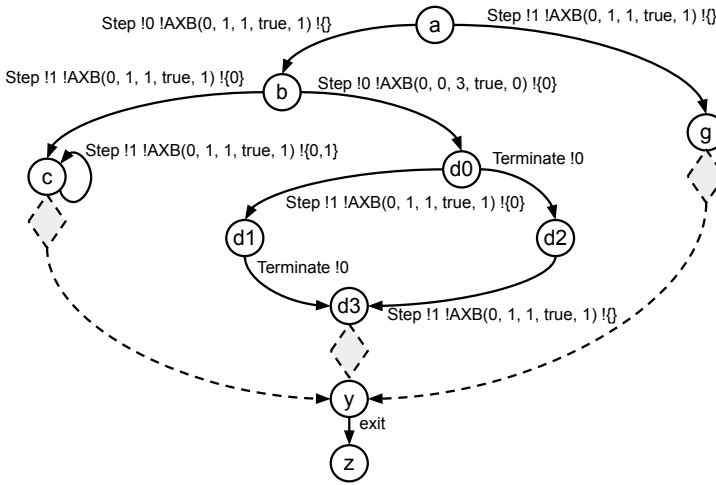 Step !0 !AXB(0, 1, 1, true, 1) !{}
a
Step !1 !AXB(0, 1, 1, true, 1) !{}
Step !1 !AXB(0, 1, 1, true, 1) !{0}
b
Step !0 !AXB(0, 0, 3, true, 0) !{0}
g
Step !1 !AXB(0, 1, 1, true, 1) !{0,1}
c
d0
Terminate !0
Step !1 !AXB(0, 1, 1, true, 1) !{0}
d1
d2
Terminate !0
d3
Step !1 !AXB(0, 1, 1, true, 1) !{}
y
exit
z